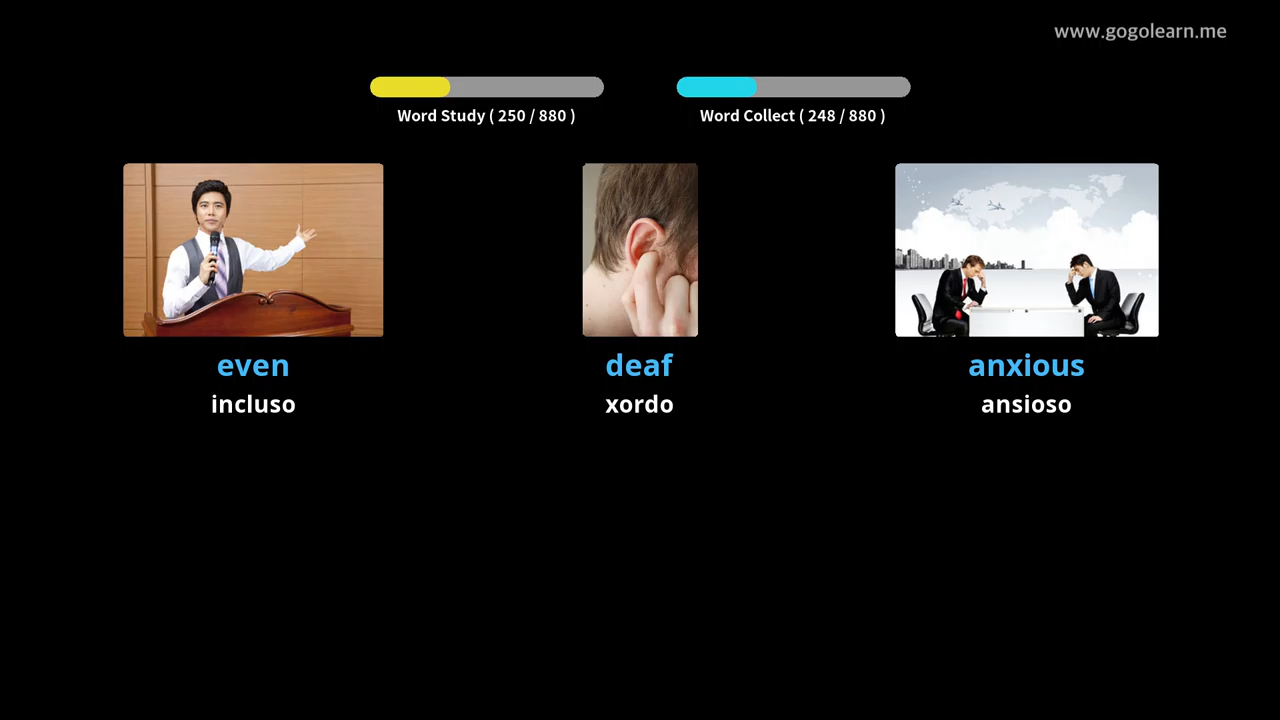 www.gogolearn.me
Word Study ( 250 / 880 )
Word Collect ( 248 / 880 )
even
deaf
anxious
incluso
xordo
ansioso